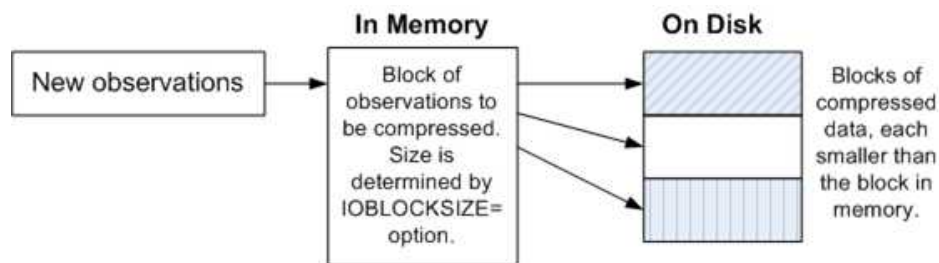 In Memory
On Disk
New observations
Block of
observations to
be compressed.
Size is
determined by
IOBLOCKSIZE=
option.
Blocks of
compressed
data, each
smaller than
the block in
memory.